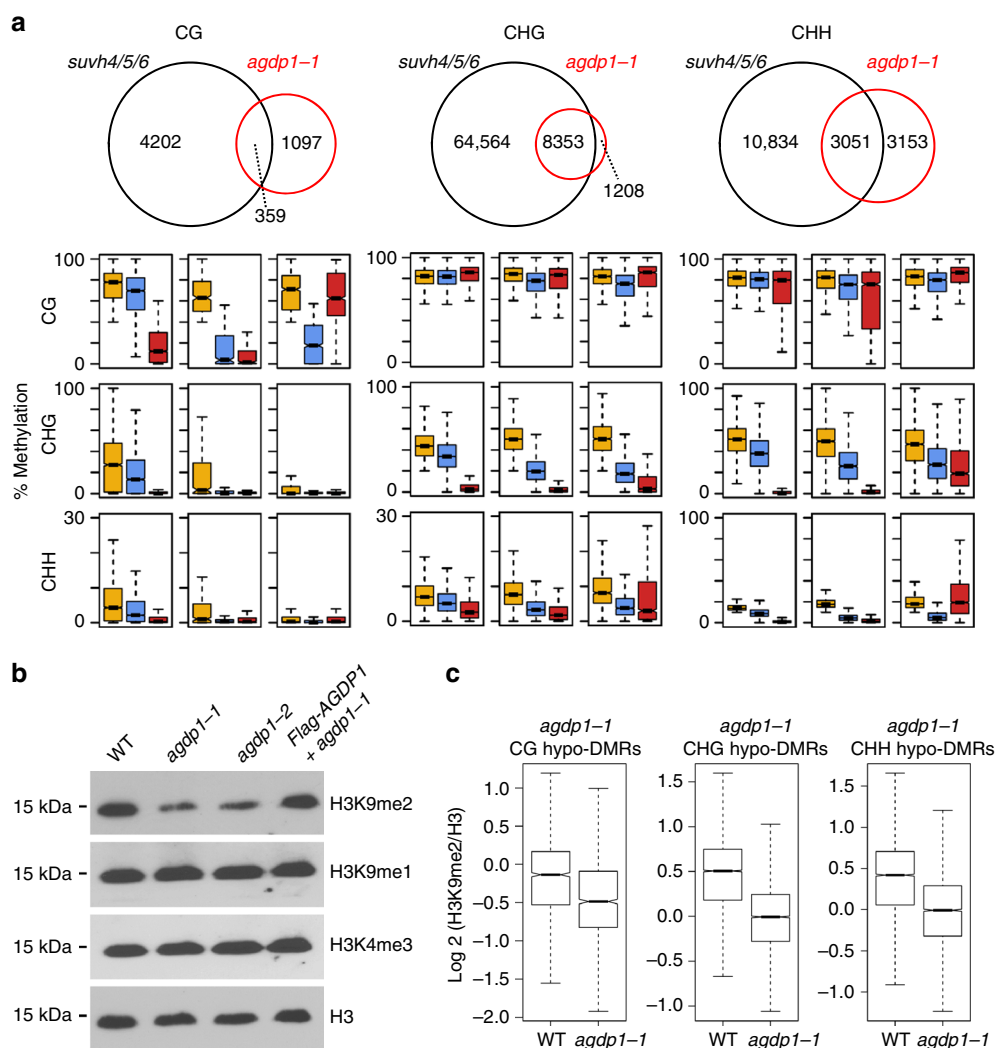 a
CG
CHG
CHH
suvh4/5/6
agdp1–1
suvh4/5/6
agdp1–1
suvh4/5/6
agdp1–1
4202
1097
359
64,564
8353
1208
10,834
3051
3153
% Methylation
CG
100
0
100
0
100
0
CHG
100
0
100
0
100
0
CHH
30
0
30
0
100
0
b
WT
agdp1–1
agdp1–2
Flag-AGDP1
+ agdp1–1
15 kDa
H3K9me2
15 kDa
H3K9me1
15 kDa
H3K4me3
15 kDa
H3
c
Log 2 (H3K9me2/H3)
agdp1–1
CG hypo-DMRs
1.0
0.5
0.0
–0.5
–1.0
–1.5
–2.0
WT agdp1–1
agdp1–1
CHG hypo-DMRs
1.5
1.0
0.5
0.0
–0.5
–1.0
WT agdp1–1
agdp1–1
CHH hypo-DMRs
1.5
1.0
0.5
0.0
–0.5
–1.0
WT agdp1–1